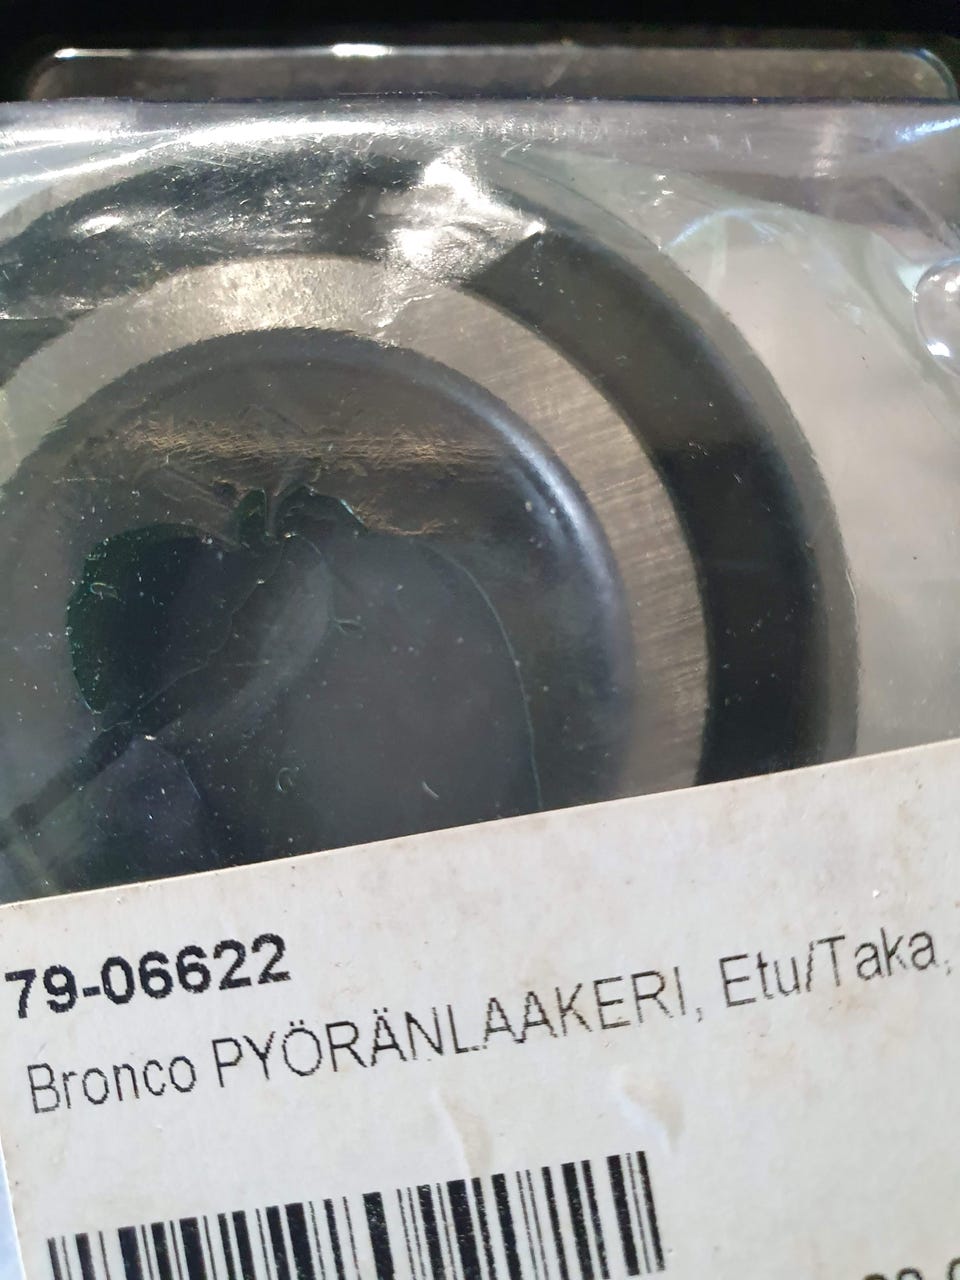 79-06622
Bronco PYÖRÄNLAAKERI, Etu/Taka,